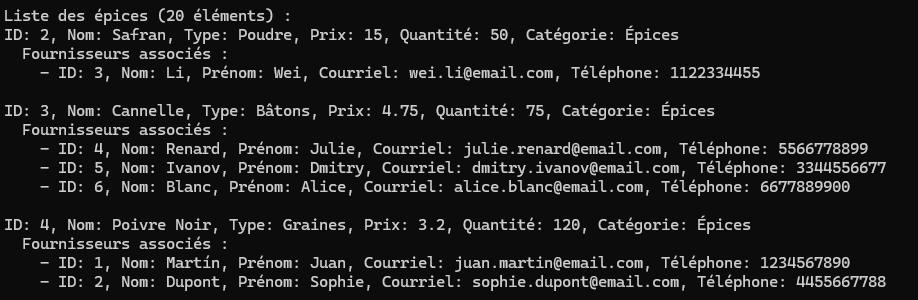 Liste des épices (20 éléments) :
ID: 2, Nom: Safran, Type: Poudre, Prix: 15, Quantité: 50, Catégorie: Épices
Fournisseurs associés :
- ID: 3, Nom: Li, Prénom: Wei, Courriel: wei.li@email.com, Téléphone: 1122334455
ID: 3, Nom: Cannelle, Type: Bâtons, Prix: 4.75, Quantité: 75, Catégorie: Épices
Fournisseurs associés :
- ID: 4, Nom: Renard, Prénom: Julie, Courriel: julie.renard@email.com, Téléphone: 5566778899
- ID: 5, Nom: Ivanov, Prénom: Dmitry, Courriel: dmitry.ivanov@email.com, Téléphone: 3344556677
- ID: 6, Nom: Blanc, Prénom: Alice, Courriel: alice.blanc@email.com, Téléphone: 6677889900
ID: 4, Nom: Poivre Noir, Type: Graines, Prix: 3.2, Quantité: 120, Catégorie: Épices
Fournisseurs associés :
- ID: 1, Nom: Martín, Prénom: Juan, Courriel: juan.martin@email.com, Téléphone: 1234567890
- ID: 2, Nom: Dupont, Prénom: Sophie, Courriel: sophie.dupont@email.com, Téléphone: 4455667788